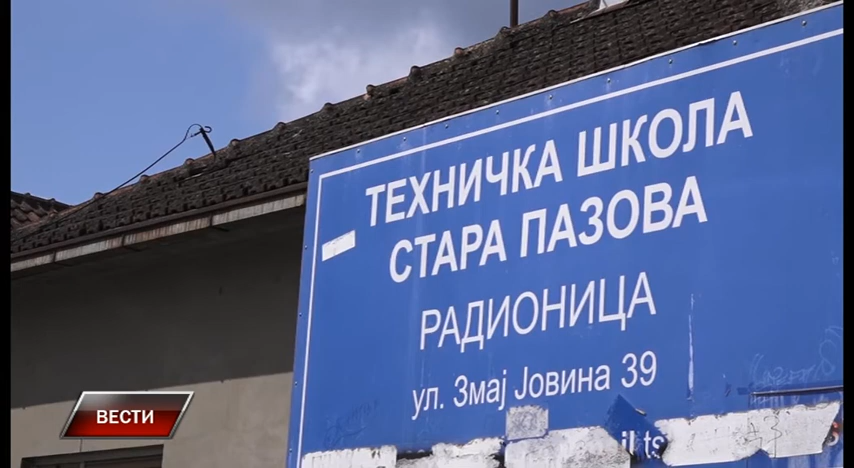 ТЕХНИЧКА ШКОЛА
СТАРА ПАЗОВА
РАДИОНИЦА
ул. Змај Јовина 39
ВЕСТИ